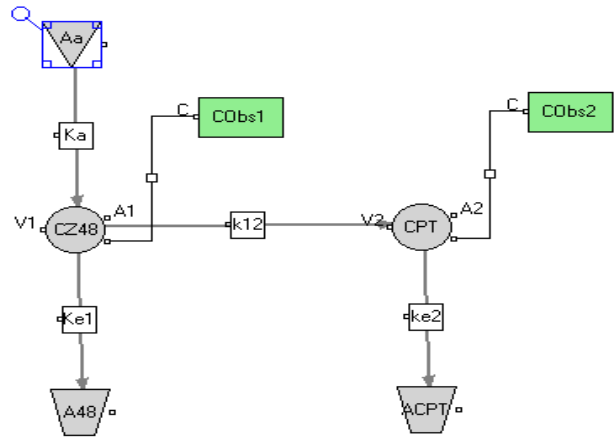 Aa
C
CObs1
C
CObs2
Ka
V1
A1
CZ48
k12
V2
CPT
A2
Ke1
ke2
A48
ACPT